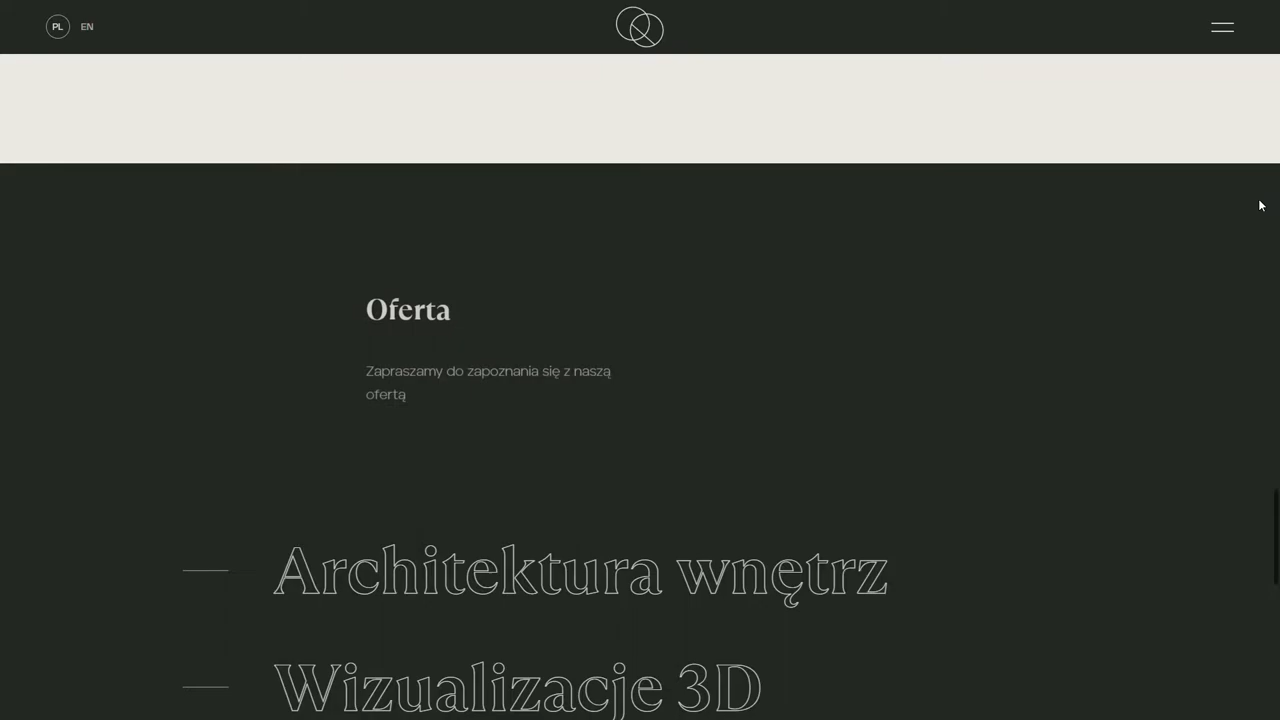 PL EN
Oferta
Zapraszamy do zapoznania się z naszą
ofertą
Architektura wnętrz
Wizualizacje 3D